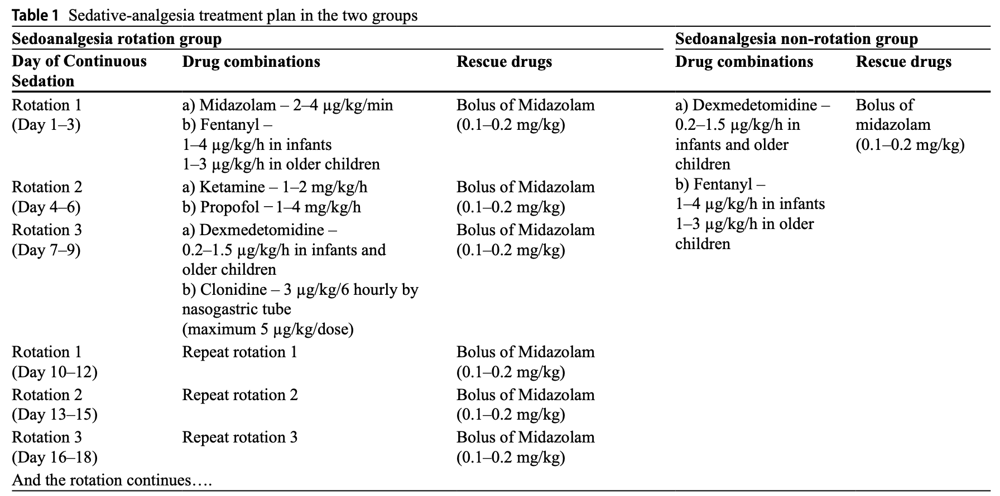 Table 1 Sedative-analgesia treatment plan in the two groups
Sedoanalgesia rotation group
Day of Continuous
Sedation
Drug combinations
Rescue drugs
Rotation 1
(Day 1–3)
a) Midazolam – 2–4 µg/kg/min
b) Fentanyl –
1–4 µg/kg/h in infants
1–3 µg/kg/h in older children
Bolus of Midazolam
(0.1–0.2 mg/kg)
Rotation 2
(Day 4–6)
a) Ketamine – 1–2 mg/kg/h
b) Propofol − 1–4 mg/kg/h
Bolus of Midazolam
(0.1–0.2 mg/kg)
Rotation 3
(Day 7–9)
a) Dexmedetomidine –
0.2–1.5 µg/kg/h in infants and
older children
b) Clonidine – 3 µg/kg/6 hourly by
nasogastric tube
(maximum 5 µg/kg/dose)
Bolus of Midazolam
(0.1–0.2 mg/kg)
Rotation 1
(Day 10–12)
Repeat rotation 1
Bolus of Midazolam
(0.1–0.2 mg/kg)
Rotation 2
(Day 13–15)
Repeat rotation 2
Bolus of Midazolam
(0.1–0.2 mg/kg)
Rotation 3
(Day 16–18)
Repeat rotation 3
Bolus of Midazolam
(0.1–0.2 mg/kg)
And the rotation continues….
Sedoanalgesia non-rotation group
Drug combinations
Rescue drugs
a) Dexmedetomidine –
0.2–1.5 µg/kg/h in
infants and older
children
b) Fentanyl –
1–4 µg/kg/h in infants
1–3 µg/kg/h in older
children
Bolus of
midazolam
(0.1–0.2 mg/kg)